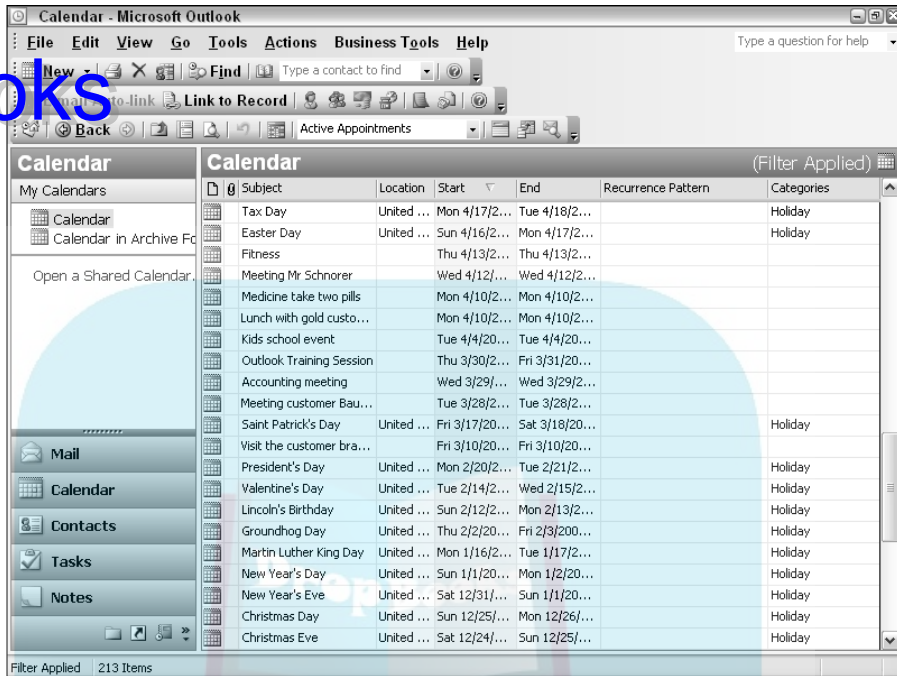 Calendar - Microsoft Outlook
File Edit View Go Tools Actions Business Tools Help Type a question for help
New Find Type a contact to find
oks
Auto-link Link to Record
Back Active Appointments
Calendar
My Calendars
Calendar
Calendar in Archive Fo
Open a Shared Calendar.
Mail
Calendar
Contacts
Tasks
Notes
Calendar (Filter Applied)
Subject Location Start End Recurrence Pattern Categories
Tax Day United ... Mon 4/17/2... Tue 4/18/2... Holiday
Easter Day United ... Sun 4/16/2... Mon 4/17/2... Holiday
Fitness Thu 4/13/2... Thu 4/13/2...
Meeting Mr Schnorer Wed 4/12/... Wed 4/12/2...
Medicine take two pills Mon 4/10/2... Mon 4/10/2...
Lunch with gold custo... Mon 4/10/2... Mon 4/10/2...
Kids school event Tue 4/4/20... Tue 4/4/20...
Outlook Training Session Thu 3/30/2... Fri 3/31/20...
Accounting meeting Wed 3/29/... Wed 3/29/2...
Meeting customer Bau... Tue 3/28/2... Tue 3/28/2...
Saint Patrick's Day United ... Fri 3/17/20... Sat 3/18/20... Holiday
Visit the customer bra... Fri 3/10/20... Fri 3/10/20...
President's Day United ... Mon 2/20/2... Tue 2/21/2... Holiday
Valentine's Day United ... Tue 2/14/2... Wed 2/15/2... Holiday
Lincoln's Birthday United ... Sun 2/12/2... Mon 2/13/2... Holiday
Groundhog Day United ... Thu 2/2/20... Fri 2/3/200... Holiday
Martin Luther King Day United ... Mon 1/16/2... Tue 1/17/2... Holiday
New Year's Day United ... Sun 1/1/20... Mon 1/2/20... Holiday
New Year's Eve United ... Sat 12/31/... Sun 1/1/20... Holiday
Christmas Day United ... Sun 12/25/... Mon 12/26/... Holiday
Christmas Eve United ... Sat 12/24/... Sun 12/25/... Holiday
Filter Applied 213 Items